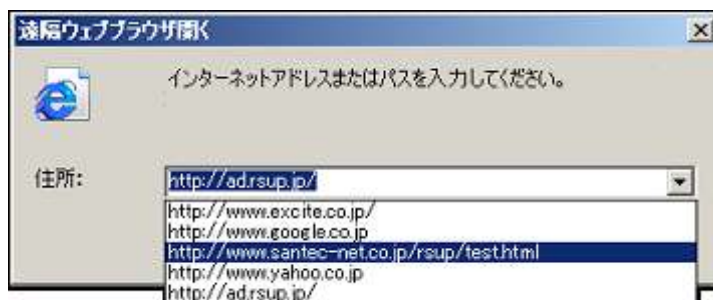 遠隔ウェブブラウザ開く
インターネットアドレスまたはパスを入力してください。
住所:
http://ad.rsup.jp/
http://www.excite.co.jp/
http://www.google.co.jp
http://www.santec-net.co.jp/rsup/test.html
http://www.yahoo.co.jp
http://ad.rsup.jp/